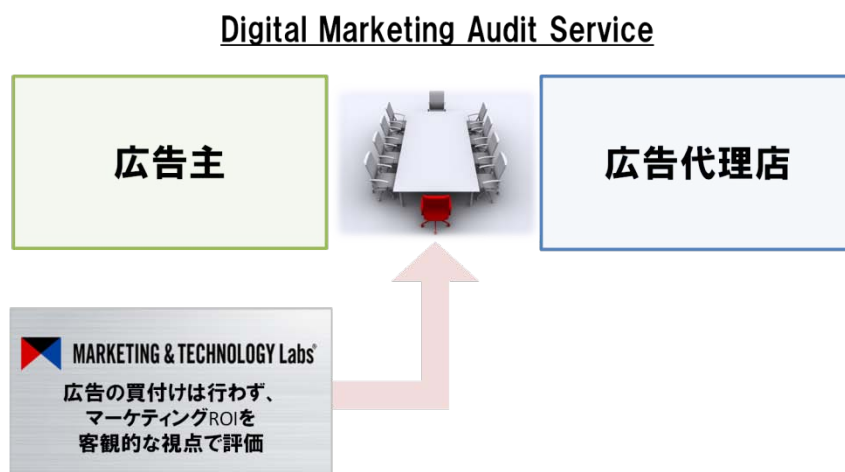 Digital Marketing Audit Service
広告主
広告代理店
MARKETING & TECHNOLOGY Labs®
広告の買付けは行わず、
マーケティングROIを
客観的な視点で評価